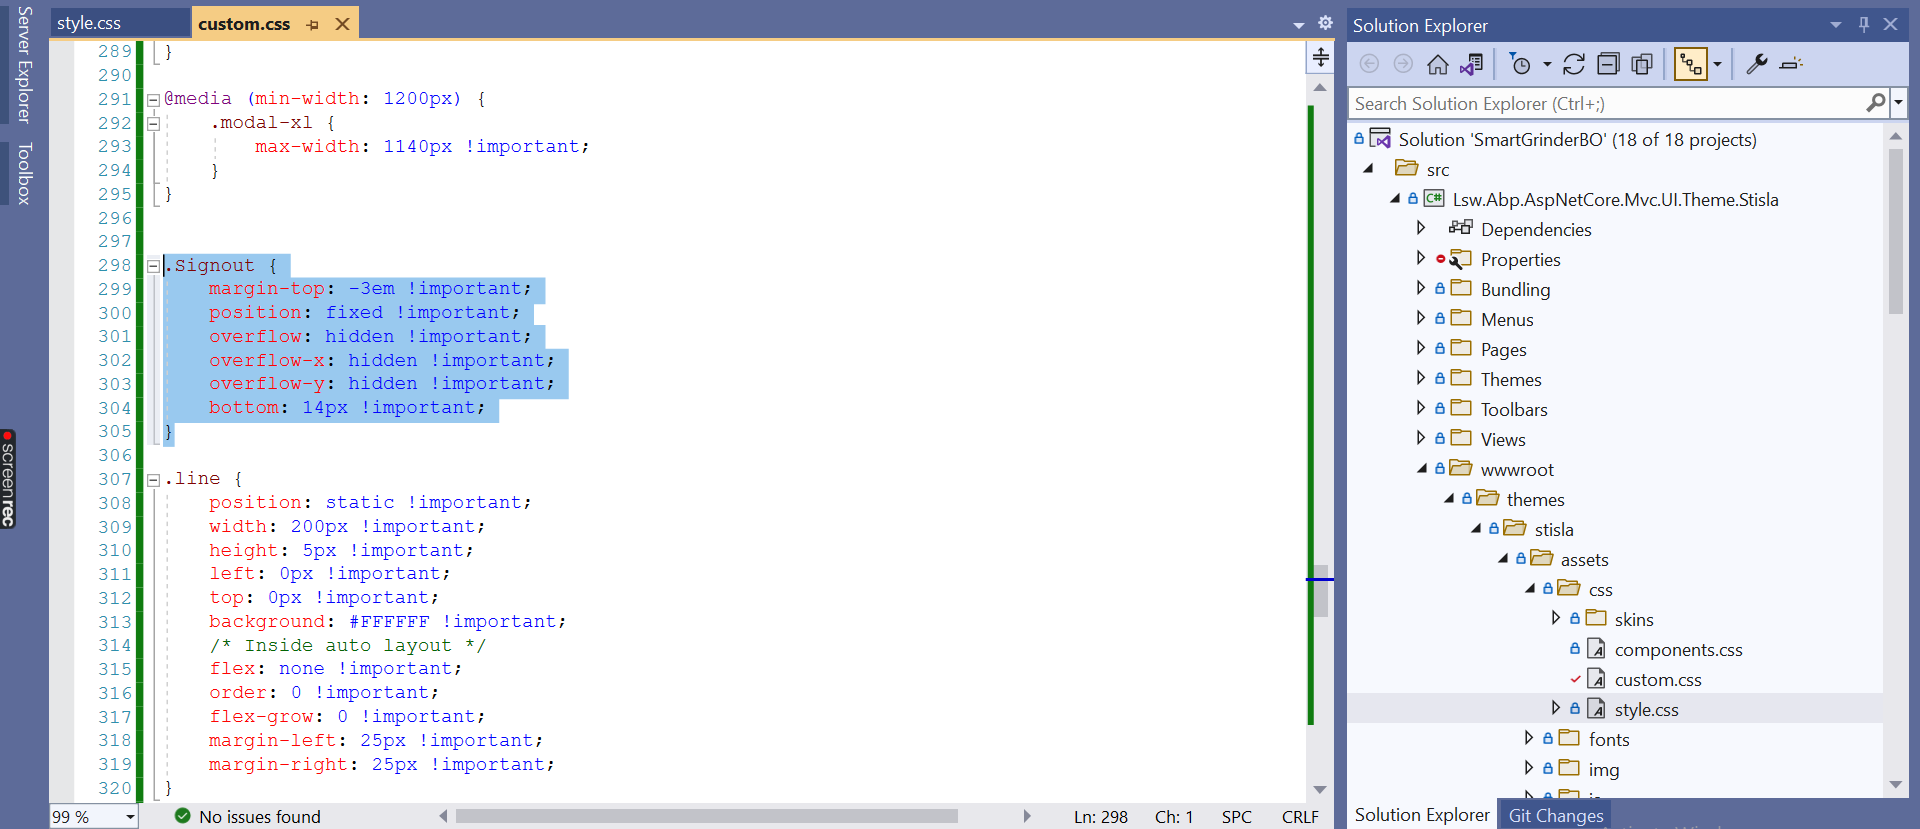 Server Explorer
Toolbox
screenrec
style.css
custom.css
289 }
290
291 @media (min-width: 1200px) {
292 .modal-xl {
293 max-width: 1140px !important;
294 }
295 }
296
297
298 .Signout {
299 margin-top: -3em !important;
300 position: fixed !important;
301 overflow: hidden !important;
302 overflow-x: hidden !important;
303 overflow-y: hidden !important;
304 bottom: 14px !important;
305 }
306
307 .line {
308 position: static !important;
309 width: 200px !important;
310 height: 5px !important;
311 left: 0px !important;
312 top: 0px !important;
313 background: #FFFFFF !important;
314 /* Inside auto layout */
315 flex: none !important;
316 order: 0 !important;
317 flex-grow: 0 !important;
318 margin-left: 25px !important;
319 margin-right: 25px !important;
320 }
99 %
No issues found
Ln: 298
Ch: 1
SPC
CRLF
Solution Explorer
Search Solution Explorer (Ctrl+;)
Solution 'SmartGrinderBO' (18 of 18 projects)
src
C# Lsw.Abp.AspNetCore.Mvc.UI.Theme.Stisla
Dependencies
Properties
Bundling
Menus
Pages
Themes
Toolbars
Views
wwwroot
themes
stisla
assets
css
skins
components.css
custom.css
style.css
fonts
img
Solution Explorer
Git Changes